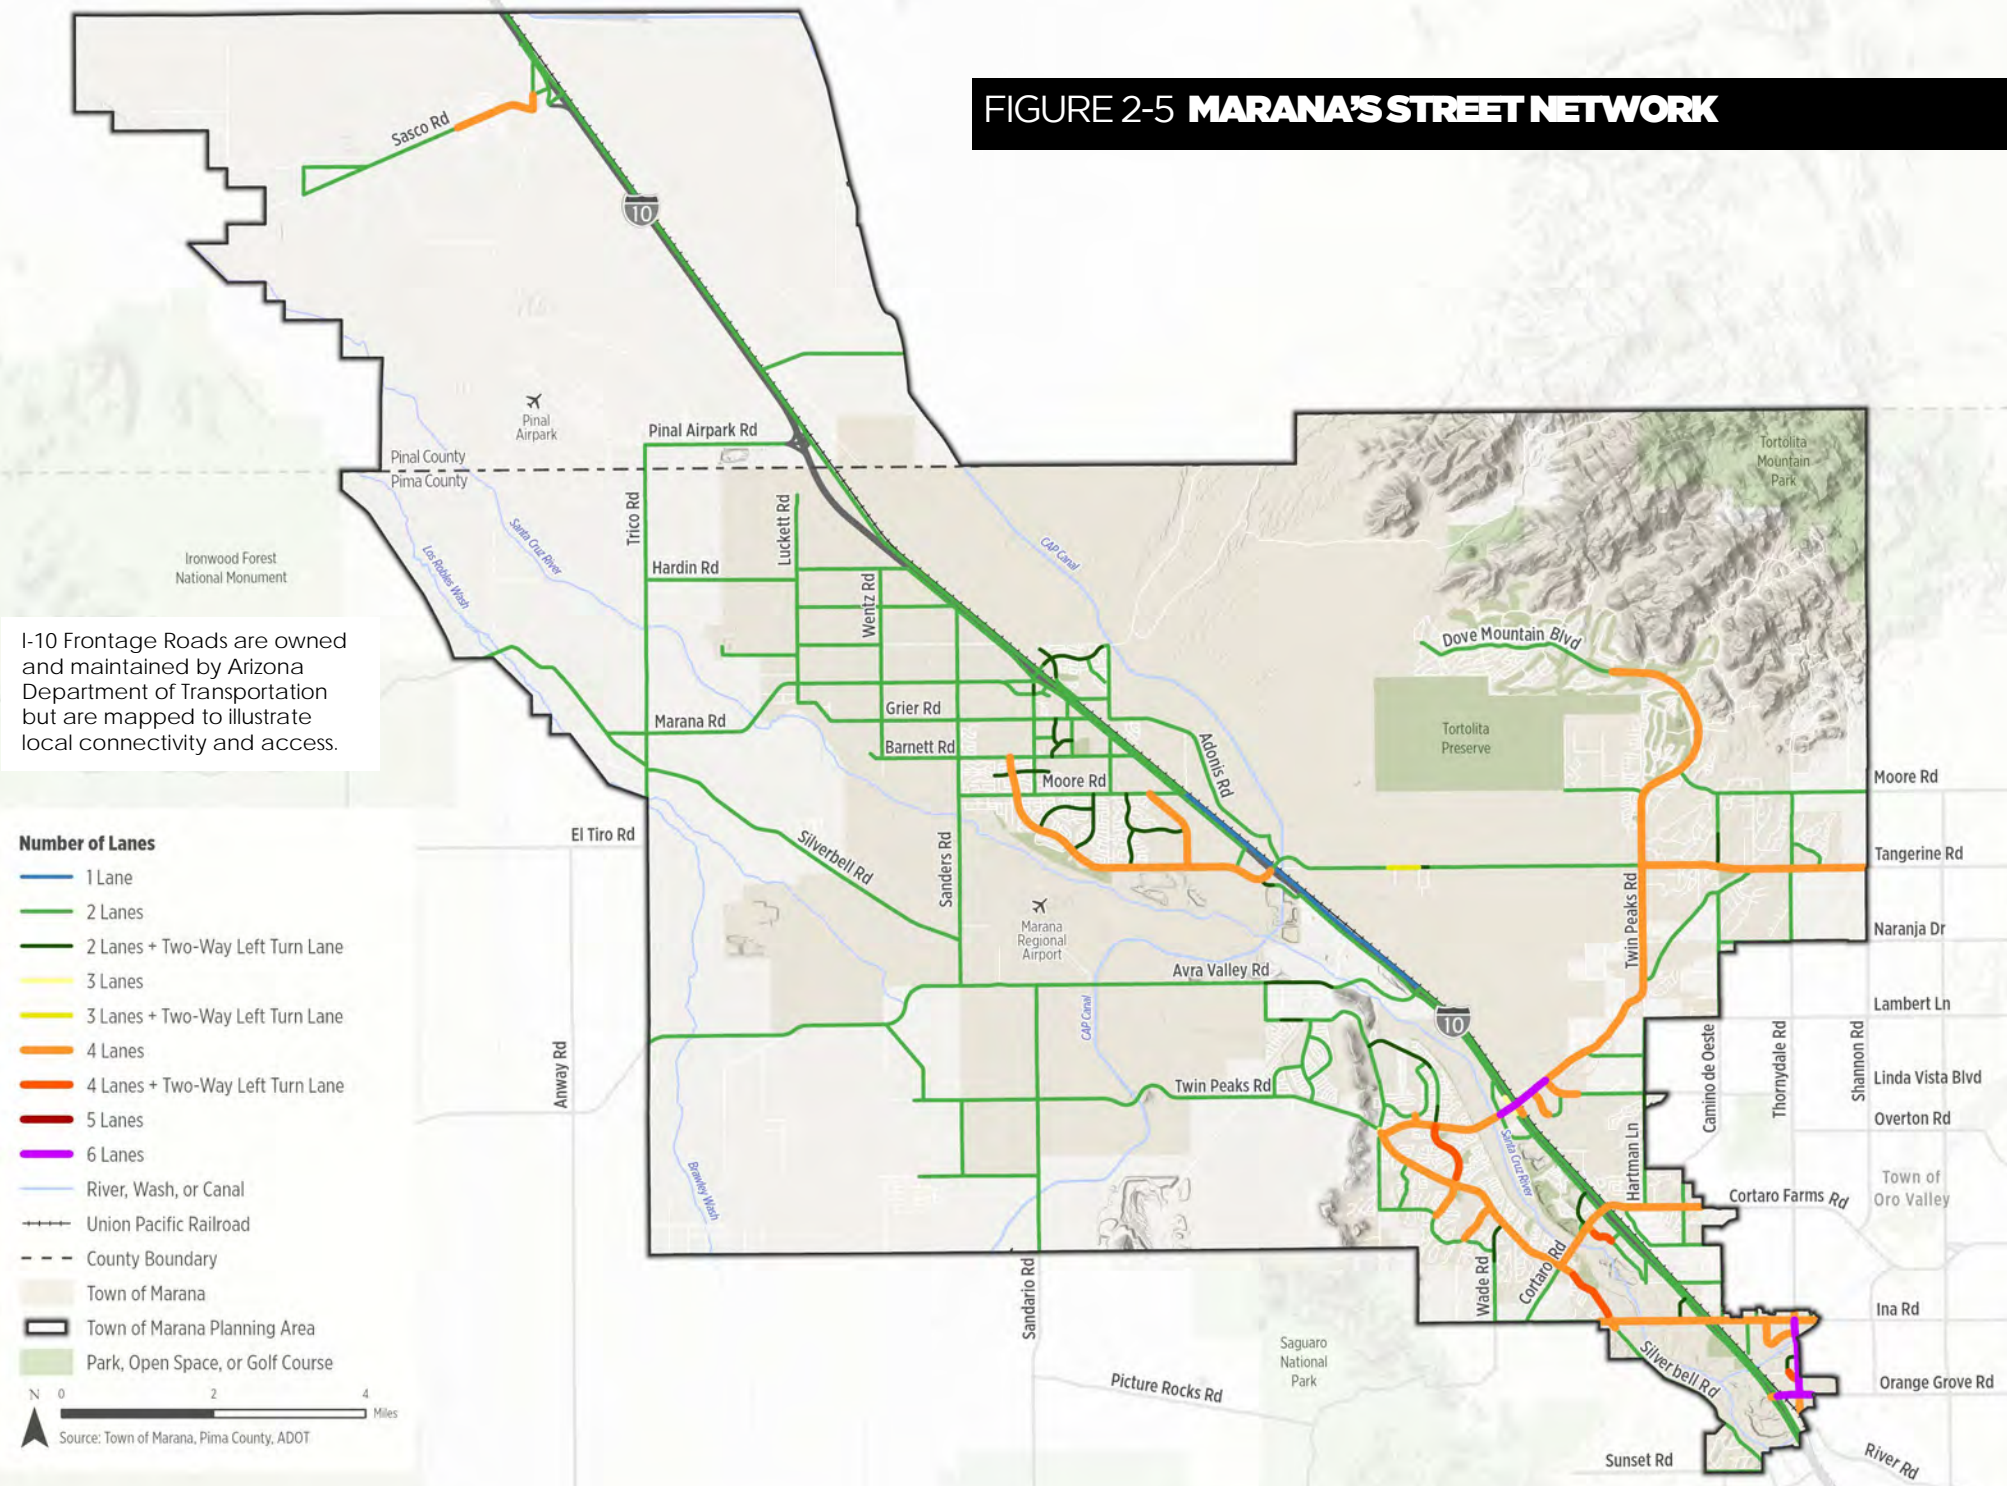 FIGURE 2-5 MARANA'S STREET NETWORK
Sasco Rd
10
Pinal
Airpark
Pinal Airpark Rd
Pinal County
Pima County
Tortolita
Mountain
Park
Trico Rd
Luckett Rd
Santa Cruz River
Los Robles Wash
CAP Canal
Ironwood Forest
National Monument
Hardin Rd
Wentz Rd
I-10 Frontage Roads are owned
and maintained by Arizona
Department of Transportation
but are mapped to illustrate
local connectivity and access.
Dove Mountain Blvd
Marana Rd
Grier Rd
Barnett Rd
Adonis Rd
Tortolita
Preserve
Moore Rd
Moore Rd
El Tiro Rd
Silverbell Rd
Sanders Rd
Tangerine Rd
Twin Peaks Rd
Marana
Regional
Airport
Naranja Dr
Avra Valley Rd
CAP Canal
10
Lambert Ln
Anway Rd
Camino de Oeste
Thornydale Rd
Shannon Rd
Twin Peaks Rd
Linda Vista Blvd
Overton Rd
Santa Cruz River
Hartman Ln
Brawley Wash
Town of
Oro Valley
Cortaro Farms Rd
Sandario Rd
Wade Rd
Cortaro Rd
Ina Rd
Saguaro
National
Park
Silverbell Rd
Picture Rocks Rd
Orange Grove Rd
Sunset Rd
River Rd
Number of Lanes
1 Lane
2 Lanes
2 Lanes + Two-Way Left Turn Lane
3 Lanes
3 Lanes + Two-Way Left Turn Lane
4 Lanes
4 Lanes + Two-Way Left Turn Lane
5 Lanes
6 Lanes
River, Wash, or Canal
Union Pacific Railroad
County Boundary
Town of Marana
Town of Marana Planning Area
Park, Open Space, or Golf Course
N 0 2 4
Miles
Source: Town of Marana, Pima County, ADOT